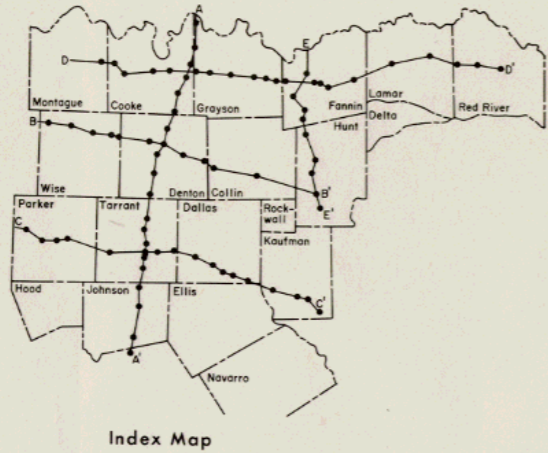 A
E
D
D'
Lamar
Fannin
Red River
Montague
Cooke
Grayson
Delta
Hunt
B
Wise
Denton
Collin
B'
E'
Parker
Tarrant
Dallas
Rock-
wall
C
Kaufman
Hood
Johnson
Ellis
C'
A'
Navarro
Index Map